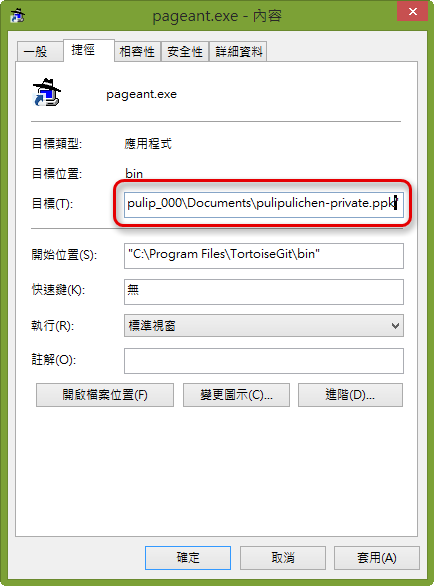 pageant.exe - 內容
一般 捷徑 相容性 安全性 詳細資料
pageant.exe
目標類型: 應用程式
目標位置: bin
目標(T): pulip_000\Documents\pulipulichen-private.ppk"
開始位置(S): "C:\Program Files\TortoiseGit\bin"
快速鍵(K): 無
執行(R): 標準視窗
註解(O):
開啟檔案位置(F) 變更圖示(C)... 進階(D)...
確定 取消 套用(A)